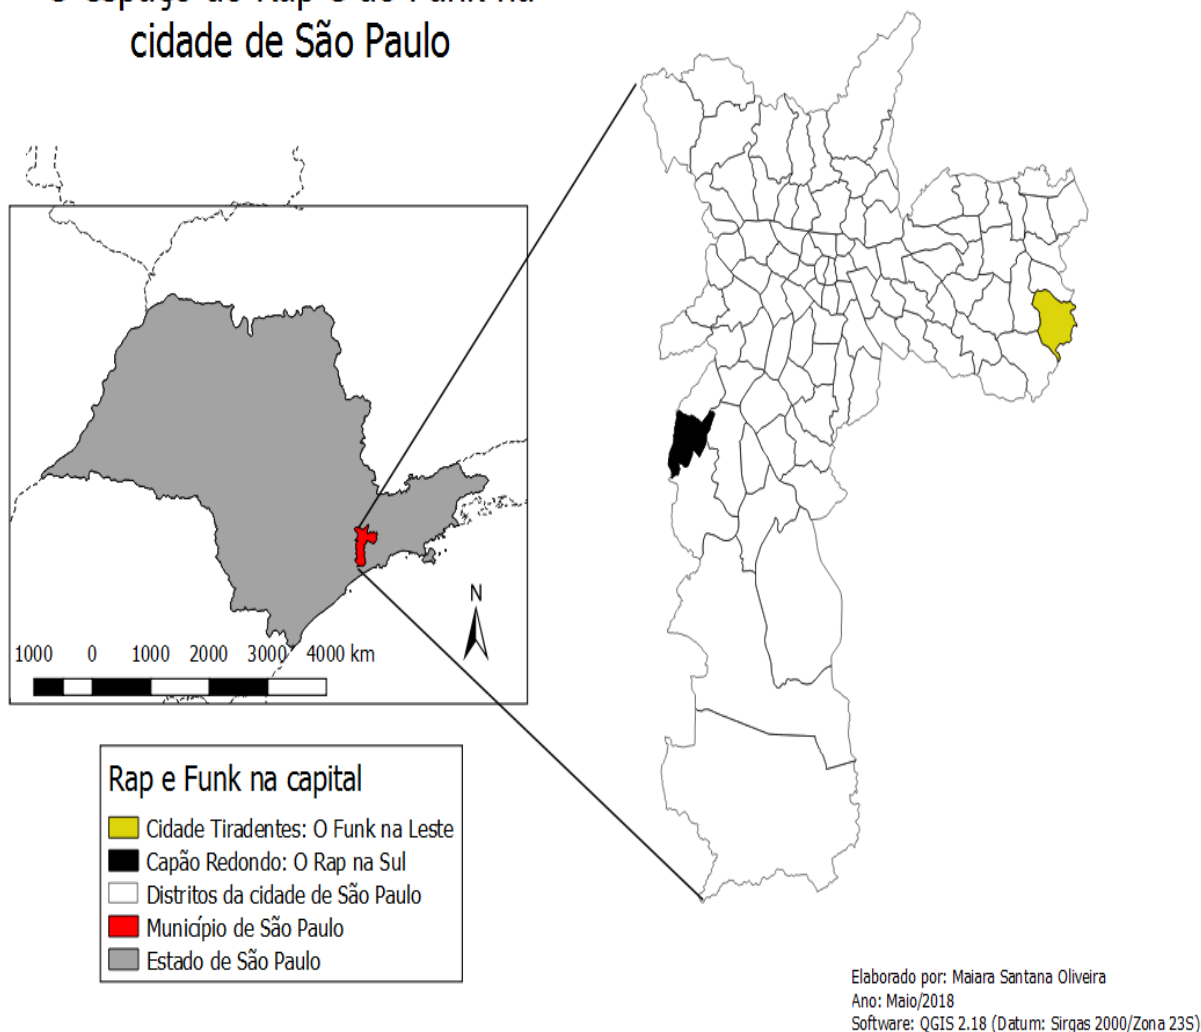 cidade de São Paulo
N
1000 0 1000 2000 3000 4000 km
Rap e Funk na capital
Cidade Tiradentes: O Funk na Leste
Capão Redondo: O Rap na Sul
Distritos da cidade de São Paulo
Município de São Paulo
Estado de São Paulo
Elaborado por: Maiara Santana Oliveira
Ano: Maio/2018
Software: QGIS 2.18 (Datum: Sirgas 2000/Zona 23S)